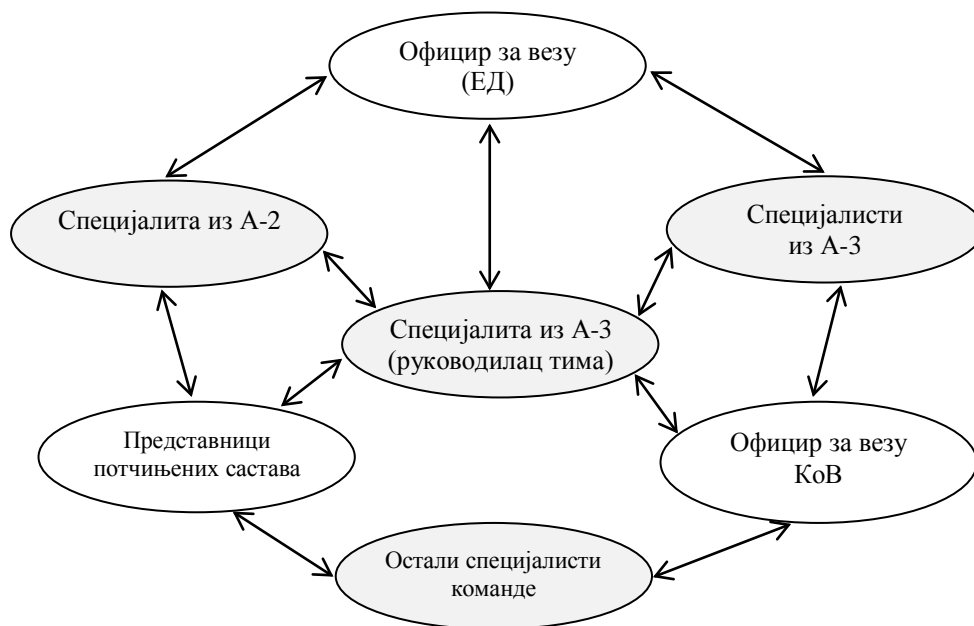 Официр за везу
(ЕД)
Специјалита из А-2
Специјалисти
из А-3
Специјалита из А-3
(руководилац тима)
Представници
потчињених састава
Официр за везу
КоВ
Остали специјалисти
команде